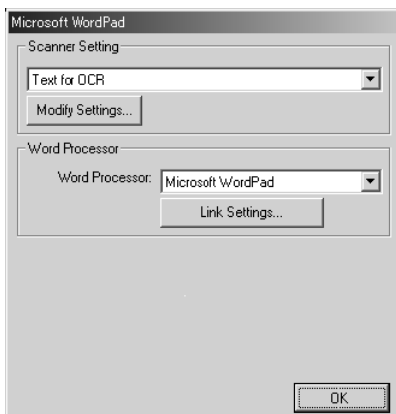 Microsoft WordPad
Scanner Setting
Text for OCR
Modify Settings...
Word Processor
Word Processor: Microsoft WordPad
Link Settings...
OK